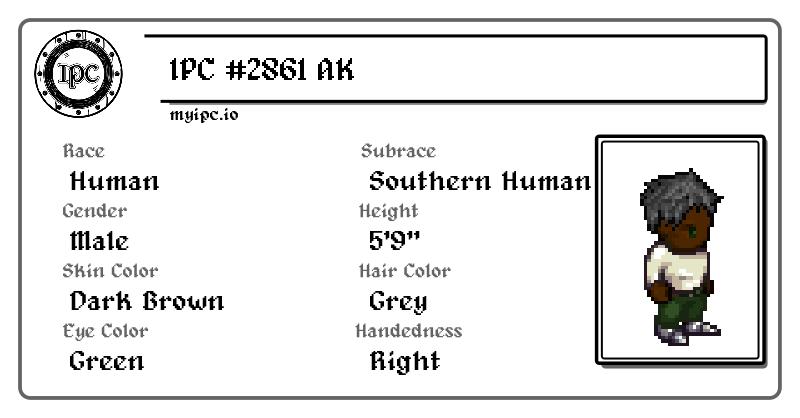 IPC
IPC #2861 AK
myipc.io
Race
Human
Subrace
Southern Human
Gender
Male
Height
5'9"
Skin Color
Dark Brown
Hair Color
Grey
Eye Color
Green
Handedness
Right